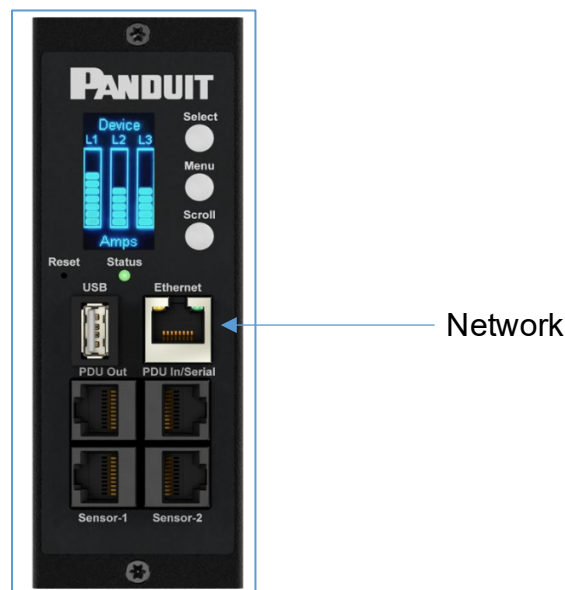 PANDUIT
Device
L1 L2 L3
Amps
Select
Menu
Scroll
Reset
Status
USB
Ethernet
Network
PDU Out
PDU In/Serial
Sensor-1
Sensor-2